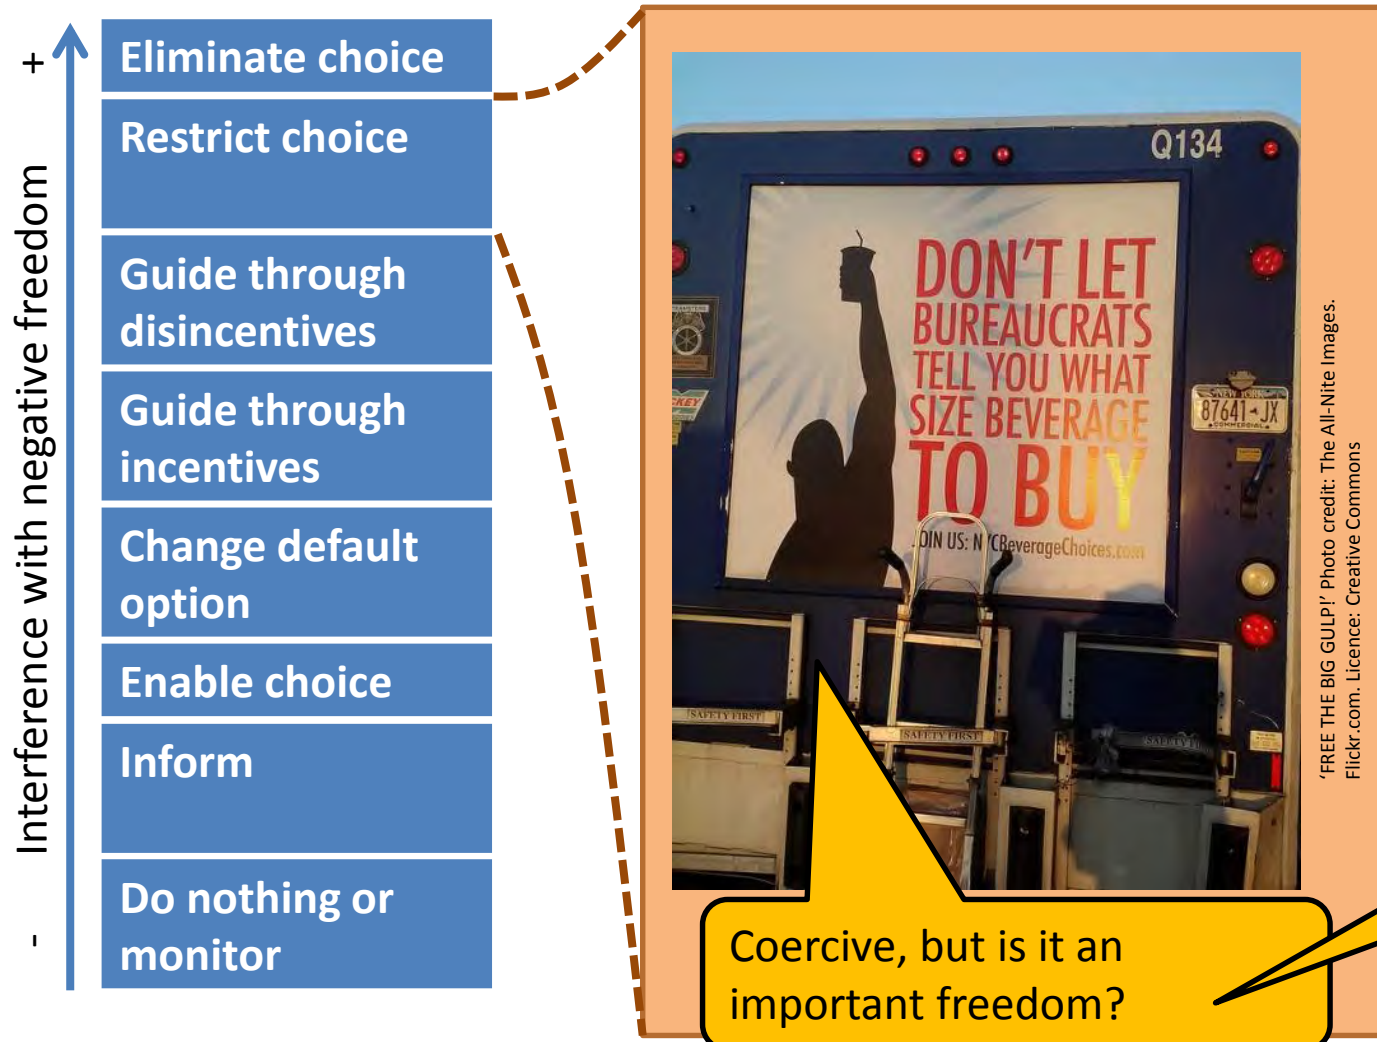 +
Interference with negative freedom
-
Eliminate choice
Restrict choice
Guide through
disincentives
Guide through
incentives
Change default
option
Enable choice
Inform
Do nothing or
monitor
Q134
DON'T LET
BUREAUCRATS
TELL YOU WHAT
SIZE BEVERAGE
TO BUY
JOIN US: NYCBeverageChoices.com
NEW YORK
87641 JX
COMMERCIAL
SAFETY FIRST
SAFETY FIRST
'FREE THE BIG GULP!' Photo credit: The All-Nite Images.
Flickr.com. Licence: Creative Commons
Coercive, but is it an
important freedom?